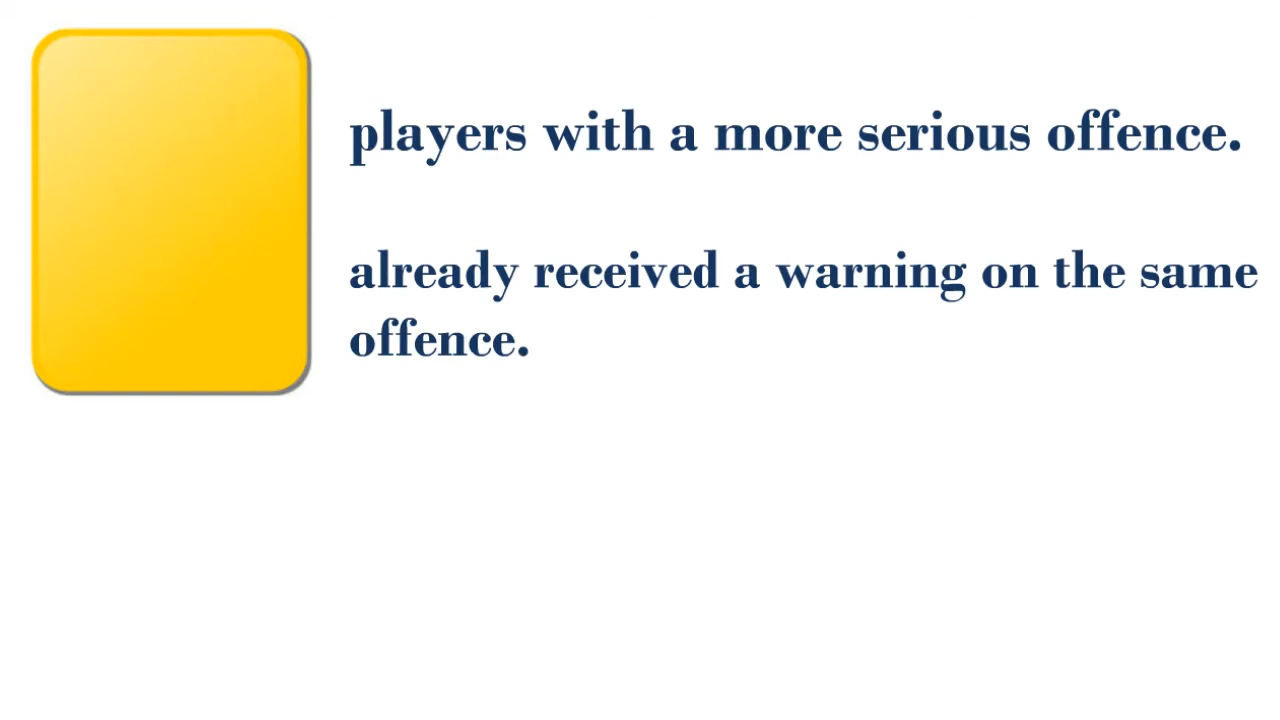 players with a more serious offence.
already received a warning on the same
offence.